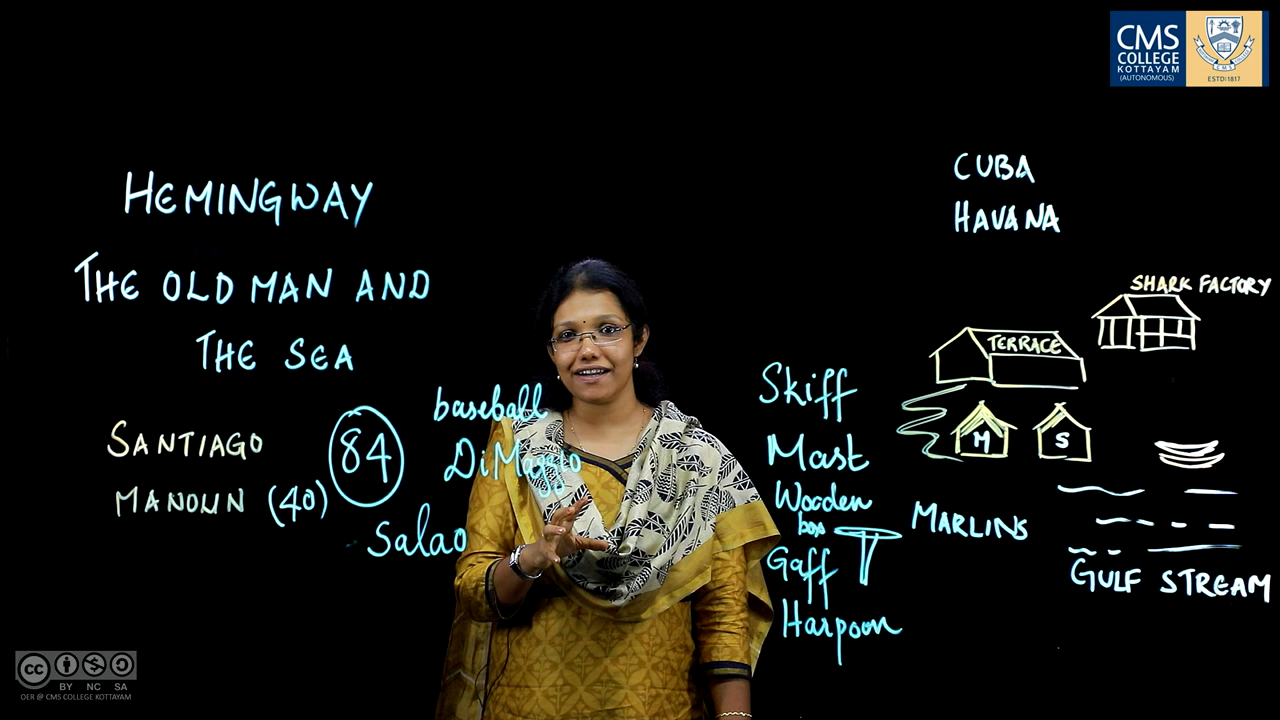 CMS
COLLEGE
KOTTAYAM
(AUTONOMOUS)
ESTD:1817
HEMINGWAY
THE OLD MAN AND
THE SEA
SANTIAGO
MANOLIN (40)
84
baseball
DiMaggio
Salao
CUBA
HAVANA
SHARK FACTORY
TERRACE
M
S
Skiff
Mast
Wooden
box
Gaff
Harpoon
MARLINS
GULF STREAM
cc
BY NC SA
OER @ CMS COLLEGE KOTTAYAM